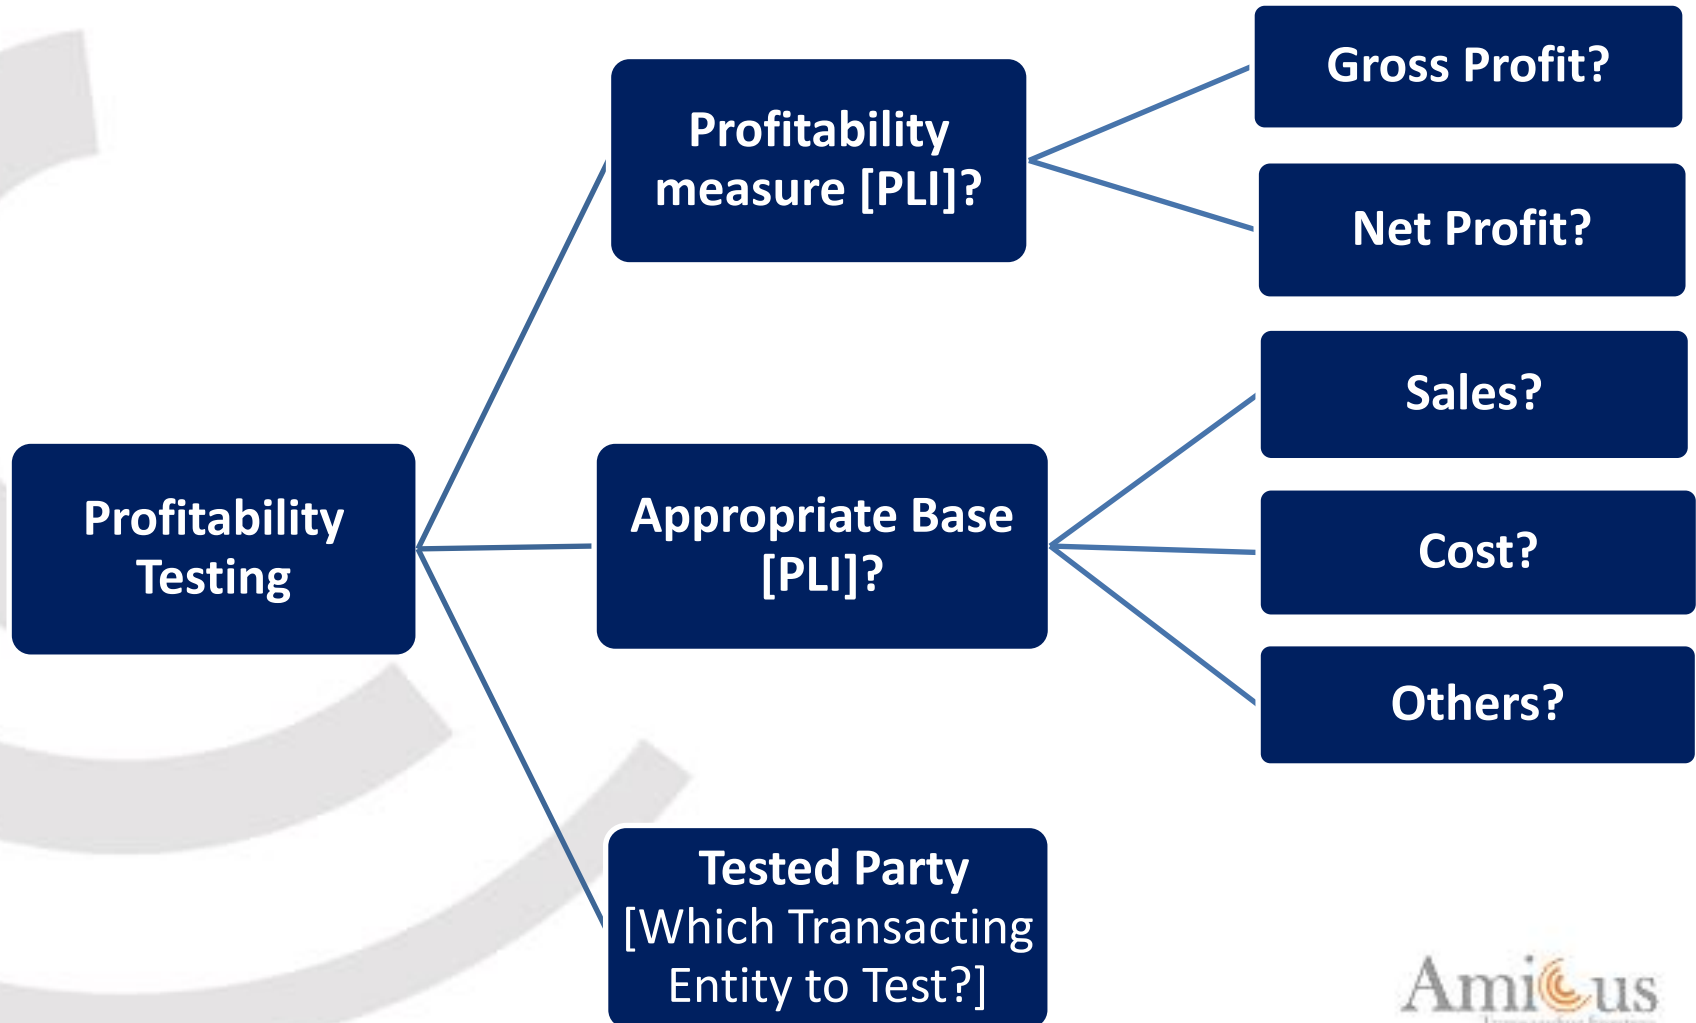 Profitability
Testing
Profitability
measure [PLI]?
Gross Profit?
Net Profit?
Appropriate Base
[PLI]?
Sales?
Cost?
Others?
Tested Party
[Which Transacting
Entity to Test?]
Amicus